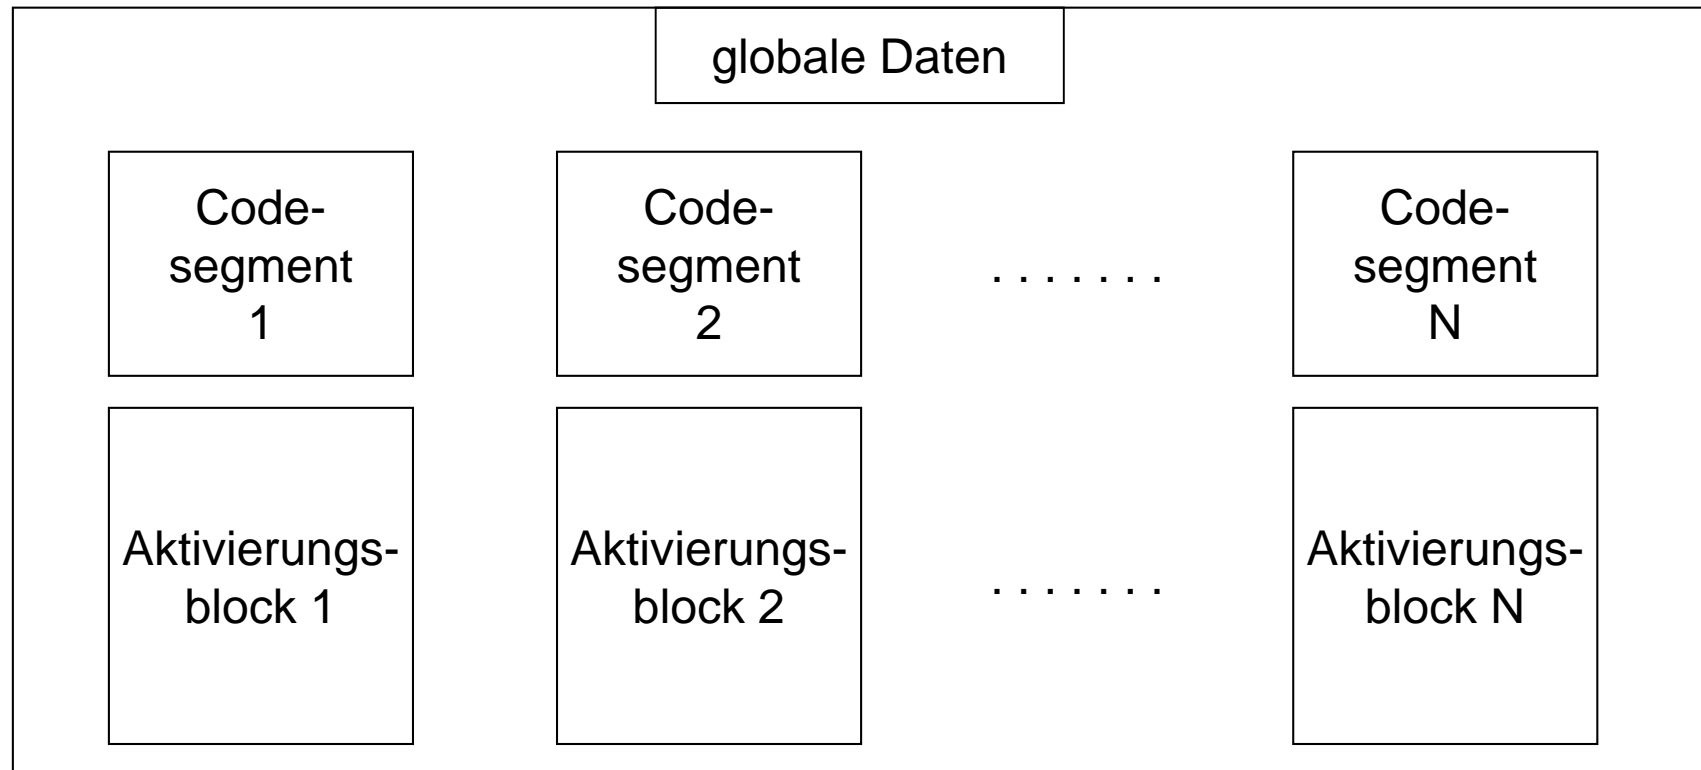 globale Daten
Code-
segment
1
Code-
segment
2
. . . . . . .
Code-
segment
N
Aktivierungs-
block 1
Aktivierungs-
block 2
. . . . . . .
Aktivierungs-
block N